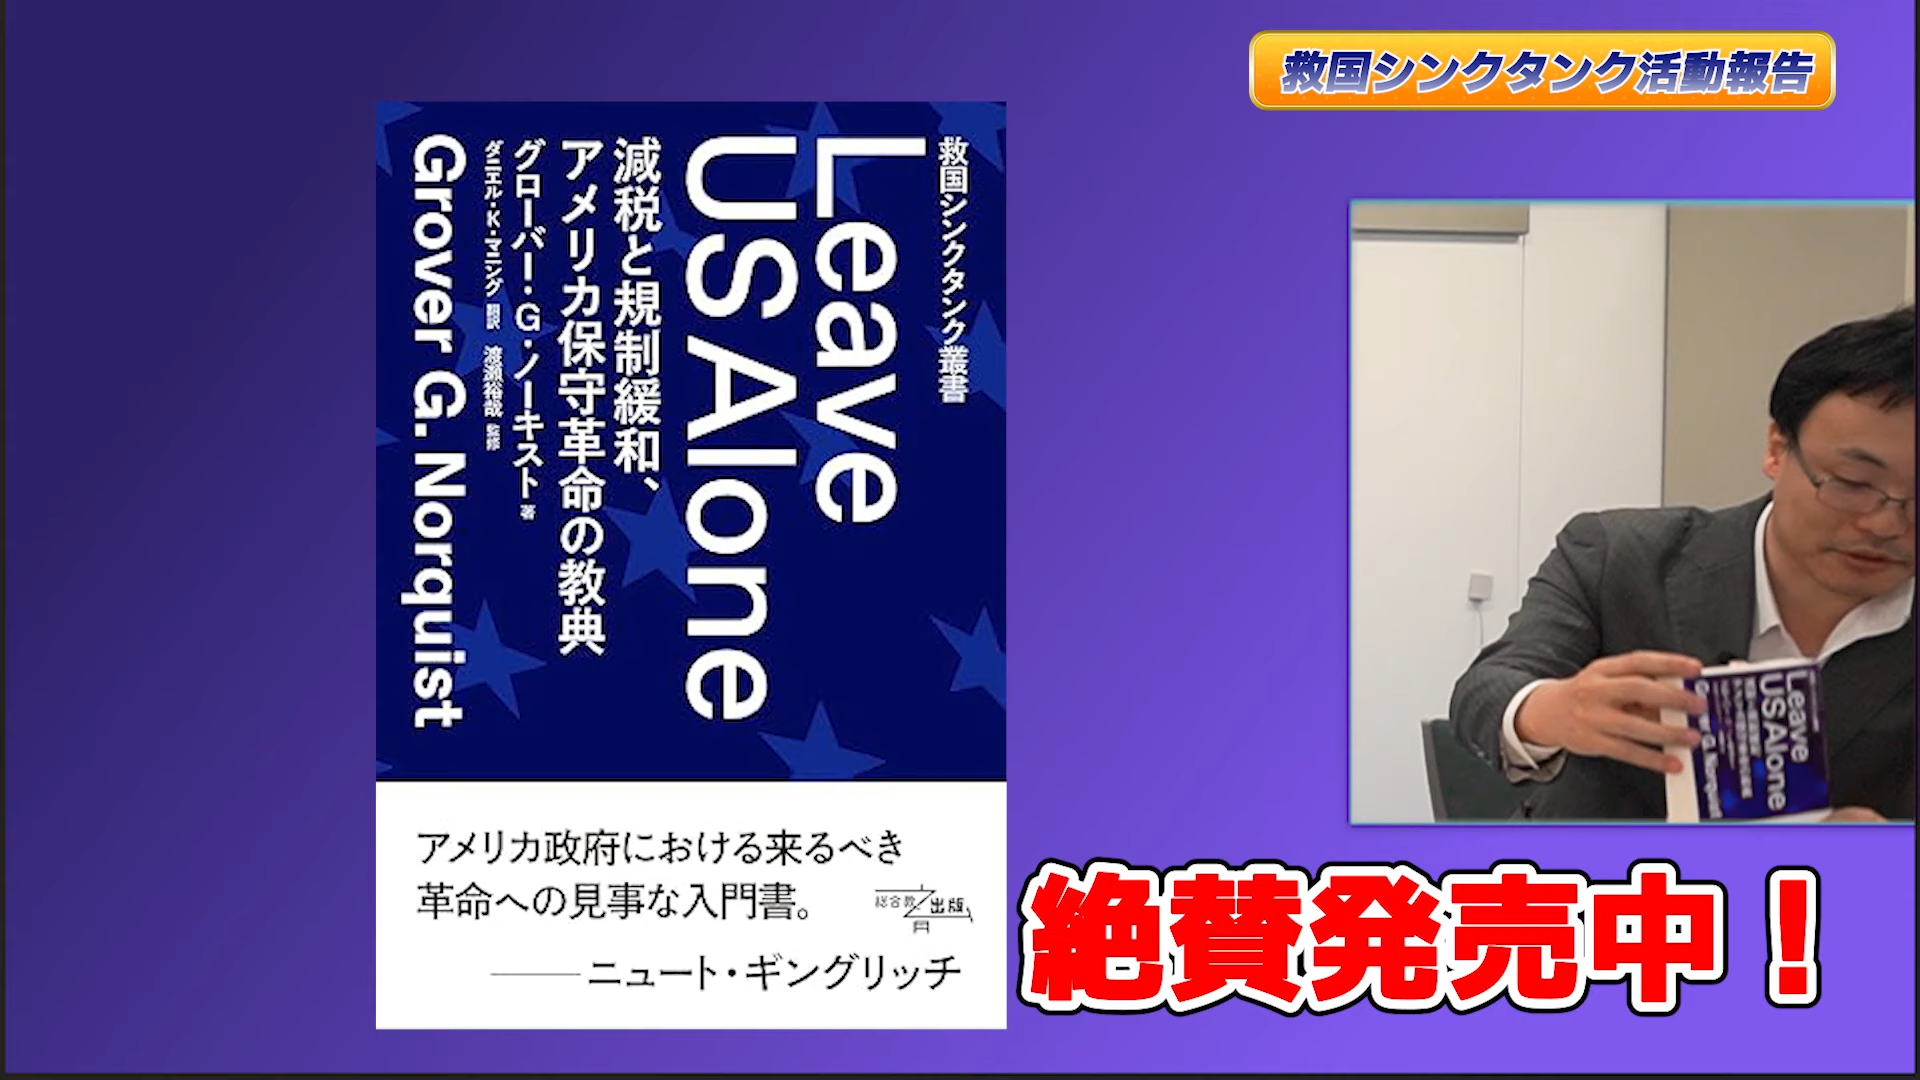 救国シンクタンク活動報告
救国シンクタンク叢書
Leave
US Alone
減税と規制緩和、
アメリカ保守革命の教典
グローバー・G・ノーキスト 著
ダニエル・K・マニング 翻訳 渡瀬裕哉 監修
Grover G. Norquist
アメリカ政府における来るべき
革命への見事な入門書。
総合教育出版
――ニュート・ギングリッチ
Leave
US Alone
G. Norquist
絶賛発売中！